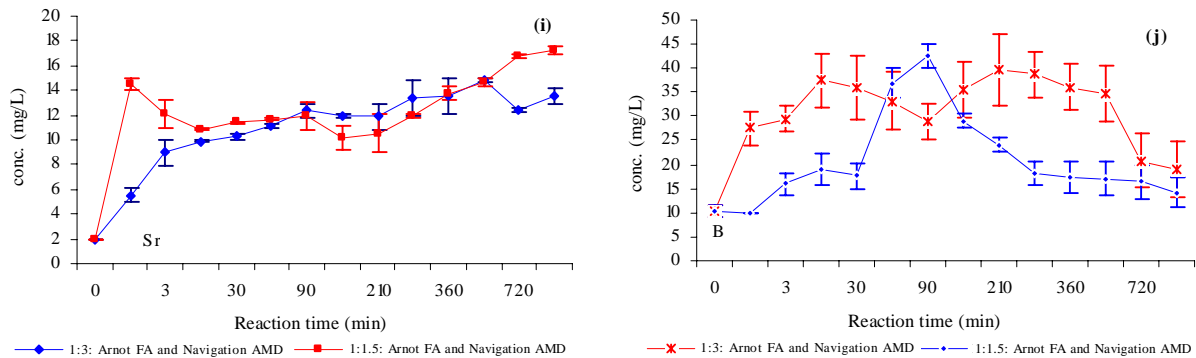 (i)
20
18
16
14
12
10
8
6
4
2
0
conc. (mg/L)
Sr
0 3 30 90 210 360 720
Reaction time (min)
1:3: Arnot FA and Navigation AMD 1:1.5: Arnot FA and Navigation AMD
(j)
50
45
40
35
30
25
20
15
10
5
0
conc. (mg/L)
B
0 3 30 90 210 360 720
Reaction time (min)
1:3: Arnot FA and Navigation AMD 1:1.5: Arnot FA and Navigation AMD